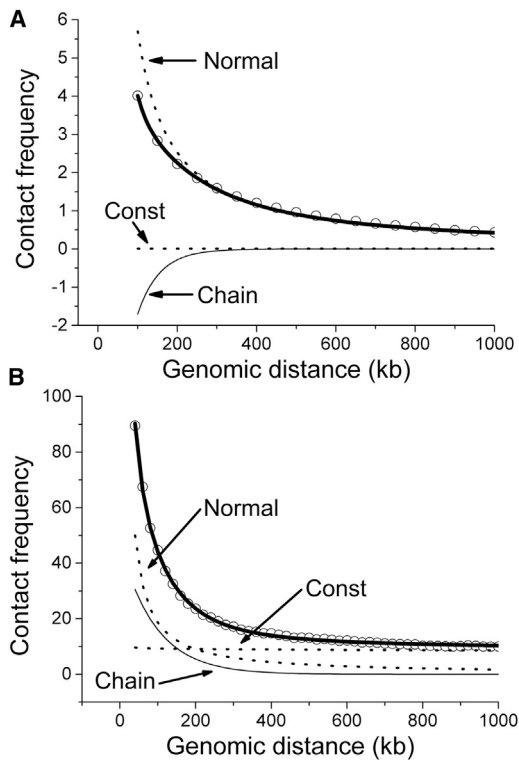 A
6
5
4
3
2
1
0
-1
-2
Contact frequency
Normal
Const
Chain
0 200 400 600 800 1000
Genomic distance (kb)
B
100
80
60
40
20
0
Contact frequency
Normal
Const
Chain
0 200 400 600 800 1000
Genomic distance (kb)